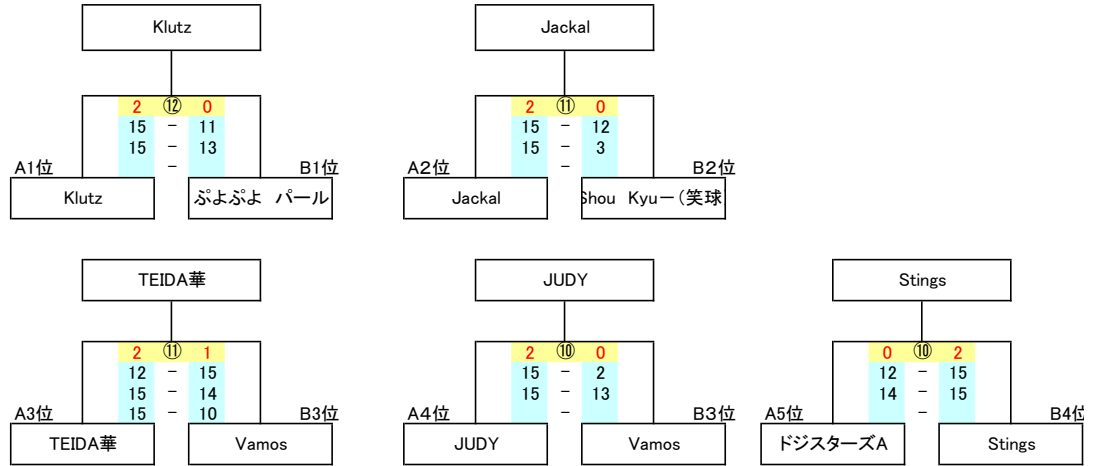 Klutz
Jackal
2 ⑫ 0
2 ⑪ 0
15 - 11
15 - 12
15 - 13
15 - 3
-
-
A1位
B1位
A2位
B2位
Klutz
ぷよぷよ パール
Jackal
Shou Kyu－(笑球
TEIDA華
JUDY
Stings
2 ⑪ 1
2 ⑩ 0
0 ⑩ 2
12 - 15
15 - 2
12 - 15
15 - 14
15 - 13
14 - 15
15 - 10
-
-
A3位
B3位
A4位
B3位
A5位
B4位
TEIDA華
Vamos
JUDY
Vamos
ドジスターズA
Stings